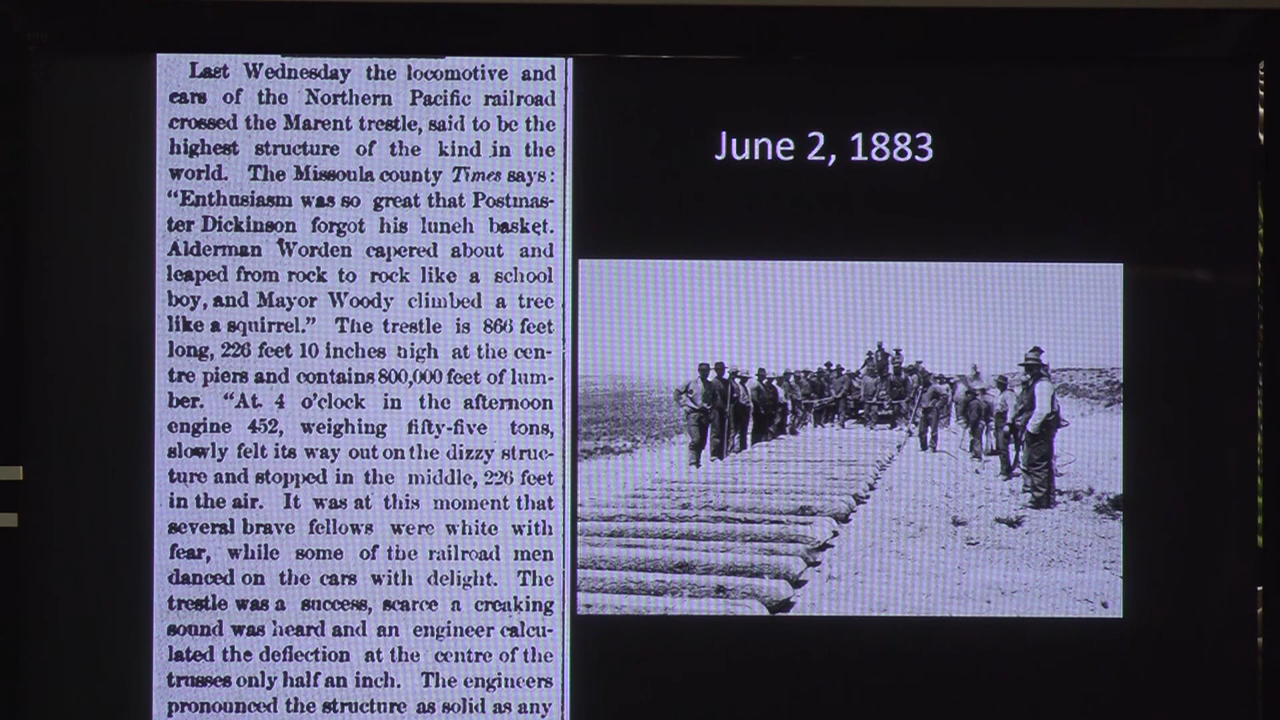 Last Wednesday the locomotive and
cars of the Northern Pacific railroad
crossed the Marent trestle, said to be the
highest structure of the kind in the
world. The Missoula county Times says:
"Enthusiasm was so great that Postmas-
ter Dickinson forgot his lunch basket.
Alderman Worden capered about and
leaped from rock to rock like a school
boy, and Mayor Woody climbed a tree
like a squirrel." The trestle is 866 feet
long, 226 feet 10 inches high at the cen-
tre piers and contains 800,000 feet of lum-
ber. "At 4 o'clock in the afternoon
engine 452, weighing fifty-five tons,
slowly felt its way out on the dizzy struc-
ture and stopped in the middle, 226 feet
in the air. It was at this moment that
several brave fellows were white with
fear, while some of the railroad men
danced on the cars with delight. The
trestle was a success, scarce a creaking
sound was heard and an engineer calcu-
lated the deflection at the centre of the
trusses only half an inch. The engineers
pronounced the structure as solid as any
June 2, 1883